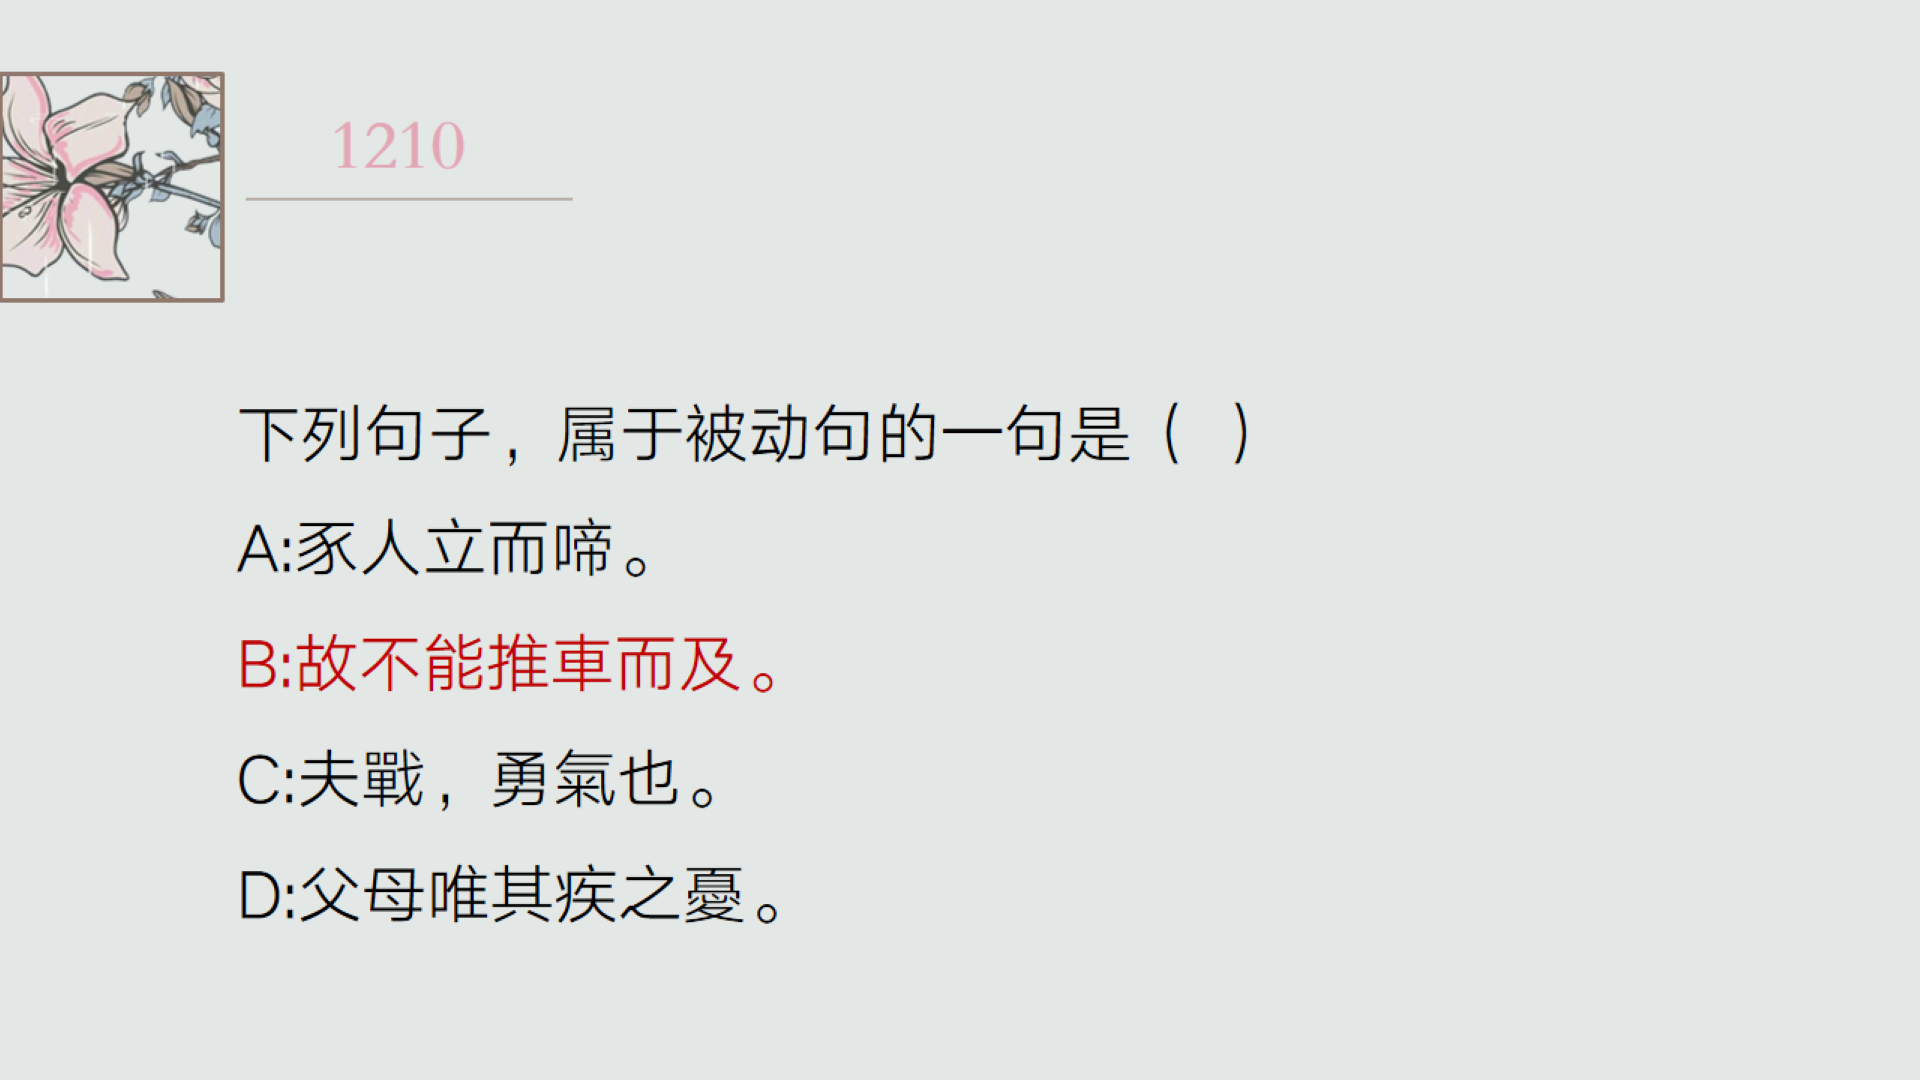 1210
下列句子，属于被动句的一句是（ ）
A:豕人立而啼。
B:故不能推車而及。
C:夫戰，勇氣也。
D:父母唯其疾之憂。